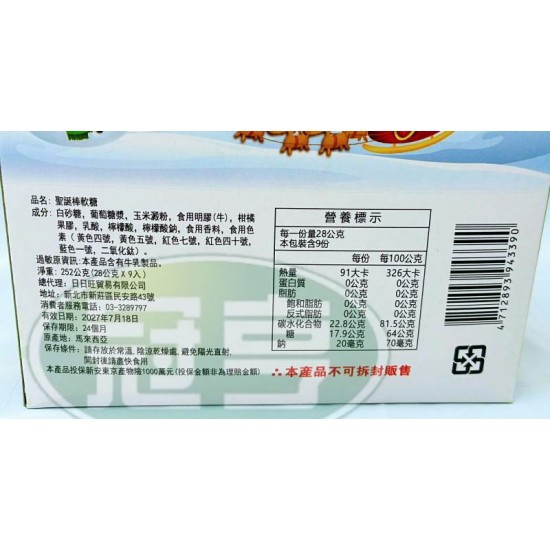 品名: 聖誕棒軟糖
成分: 白砂糖, 葡萄糖漿, 玉米澱粉, 食用明膠(牛), 柑橘
果膠, 乳酸, 檸檬酸, 檸檬酸鈉, 食用香料, 食用色
素 (黃色四號, 黃色五號, 紅色七號, 紅色四十號,
藍色一號, 二氧化鈦)。
過敏原資訊: 本產品含有牛乳製品。
淨重: 252公克(28公克 X 9入)
總代理: 日日旺貿易有限公司
地址: 新北市新莊區民安路43號
消費者服務電話: 03-3289797
有效日期: 2027年7月18日
保存期限: 24個月
原產地: 馬來西亞
保存條件: 請存放於常溫, 陰涼乾燥處, 避免陽光直射,
開封後請盡快食用
本產品投保新安東京產物險1000萬元(投保金額非為理賠金額)
營養標示
每一份量28公克
本包裝含9份
每份 每100公克
熱量 91大卡 326大卡
蛋白質 0公克 0公克
脂肪 0公克 0公克
飽和脂肪 0公克 0公克
反式脂肪 0公克 0公克
碳水化合物 22.8公克 81.5公克
糖 17.9公克 64公克
鈉 20毫克 70毫克
∴本產品不可拆封販售
4712893943390
冠昌